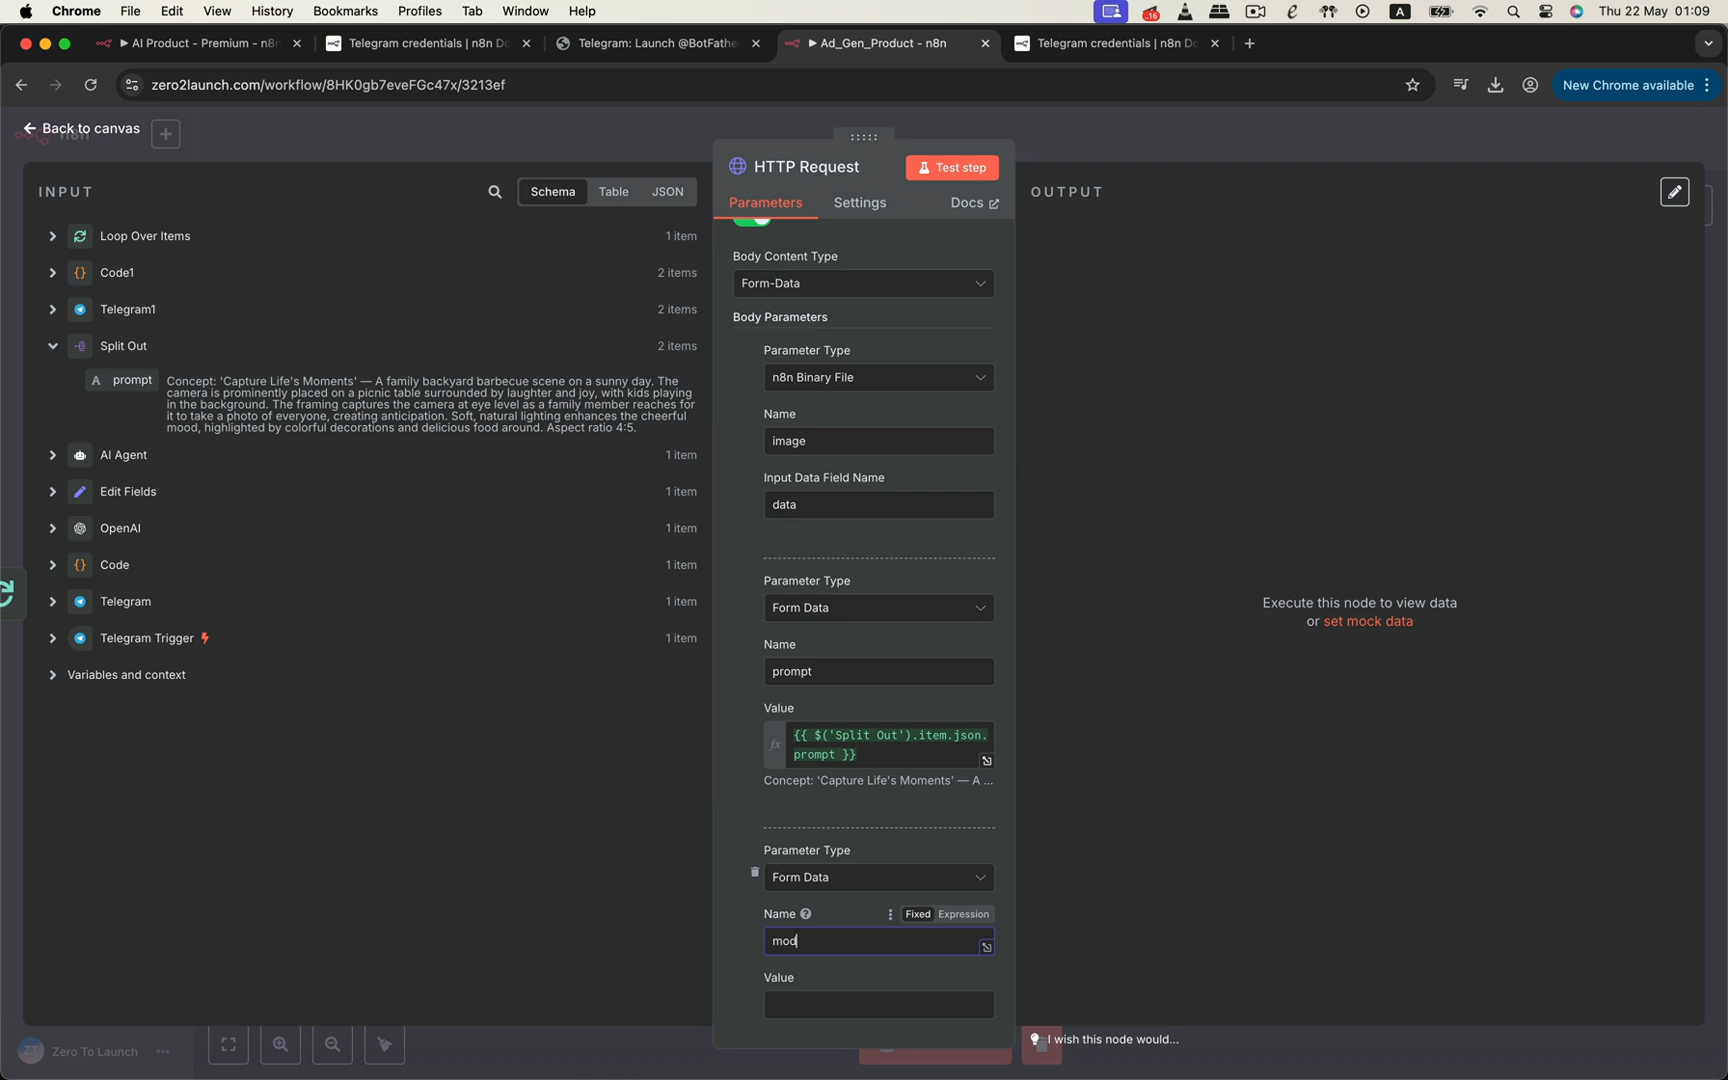 Chrome File Edit View History Bookmarks Profiles Tab Window Help
16
A
Thu 22 May 01:09
AI Product - Premium - n8n
Telegram credentials | n8n Do
Telegram: Launch @BotFathe
Ad_Gen_Product - n8n
Telegram credentials | n8n Do
zero2launch.com/workflow/8HK0gb7eveFGc47x/3213ef
New Chrome available
Back to canvas
INPUT
Schema Table JSON
Loop Over Items 1 item
Code1 2 items
Telegram1 2 items
Split Out 2 items
A prompt
Concept: 'Capture Life's Moments' — A family backyard barbecue scene on a sunny day. The
camera is prominently placed on a picnic table surrounded by laughter and joy, with kids playing
in the background. The framing captures the camera at eye level as a family member reaches for
it to take a photo of everyone, creating anticipation. Soft, natural lighting enhances the cheerful
mood, highlighted by colorful decorations and delicious food around. Aspect ratio 4:5.
AI Agent 1 item
Edit Fields 1 item
OpenAI 1 item
Code 1 item
Telegram 1 item
Telegram Trigger 1 item
Variables and context
HTTP Request
Test step
Parameters Settings Docs
Body Content Type
Form-Data
Body Parameters
Parameter Type
n8n Binary File
Name
image
Input Data Field Name
data
Parameter Type
Form Data
Name
prompt
Value
fx
{{ $('Split Out').item.json.
prompt }}
Concept: 'Capture Life's Moments' — A ...
Parameter Type
Form Data
Name
Fixed Expression
mod
Value
OUTPUT
Execute this node to view data
or set mock data
I wish this node would...
ZT Zero To Launch